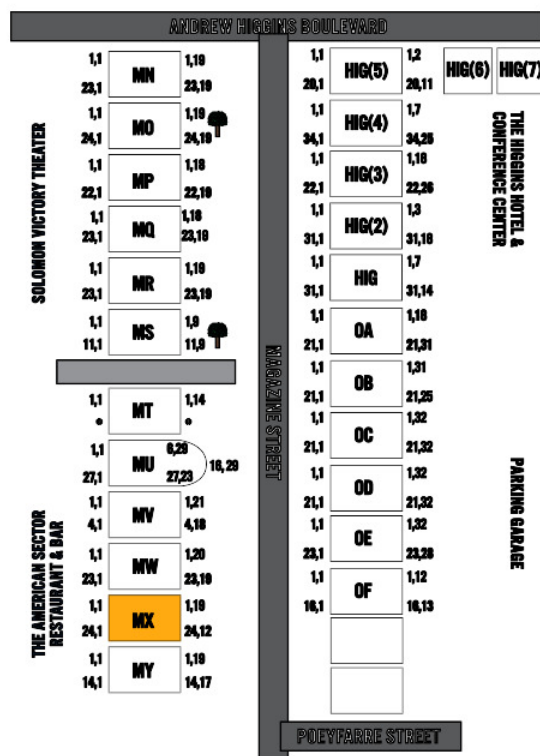 ANDREW HIGGINS BOULEVARD
1,1 MN 1,19
23,1 23,19
1,1 MO 1,19
24,1 24,19
1,1 MP 1,18
22,1 22,19
1,1 MQ 1,18
23,1 23,19
1,1 MR 1,19
23,1 23,19
1,1 MS 1,9
11,1 11,9
1,1 MT 1,14
1,1 MU 6,29
27,1 27,23
16,29
1,1 MV 1,21
4,1 4,18
1,1 MW 1,20
23,1 23,19
1,1 MX 1,19
24,1 24,12
1,1 MY 1,19
14,1 14,17
SOLOMON VICTORY THEATER
THE AMERICAN SECTOR
RESTAURANT & BAR
MAGAZINE STREET
1,1 HIG(5) 1,2
20,1 20,11
HIG(6) HIG(7)
1,1 HIG(4) 1,7
34,1 34,25
1,1 HIG(3) 1,16
22,1 22,26
1,1 HIG(2) 1,3
31,1 31,16
1,1 HIG 1,7
31,1 31,14
1,1 OA 1,18
21,1 21,31
1,1 OB 1,31
21,1 21,25
1,1 OC 1,32
21,1 21,32
1,1 OD 1,32
21,1 21,32
1,1 OE 1,32
23,1 23,28
1,1 OF 1,12
16,1 16,13
THE HIGGINS HOTEL &
CONFERENCE CENTER
PARKING GARAGE
POEYFARRE STREET